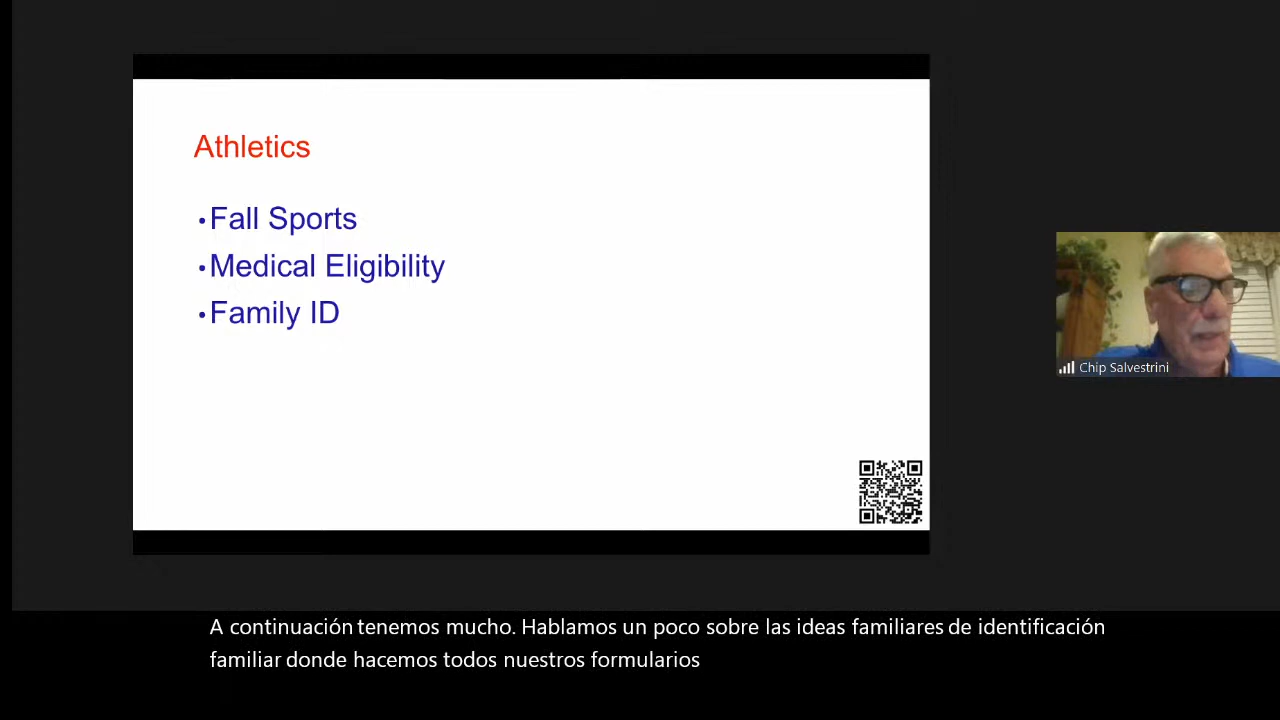 Athletics
• Fall Sports
• Medical Eligibility
• Family ID
Chip Salvestrini
A continuación tenemos mucho. Hablamos un poco sobre las ideas familiares de identificación
familiar donde hacemos todos nuestros formularios